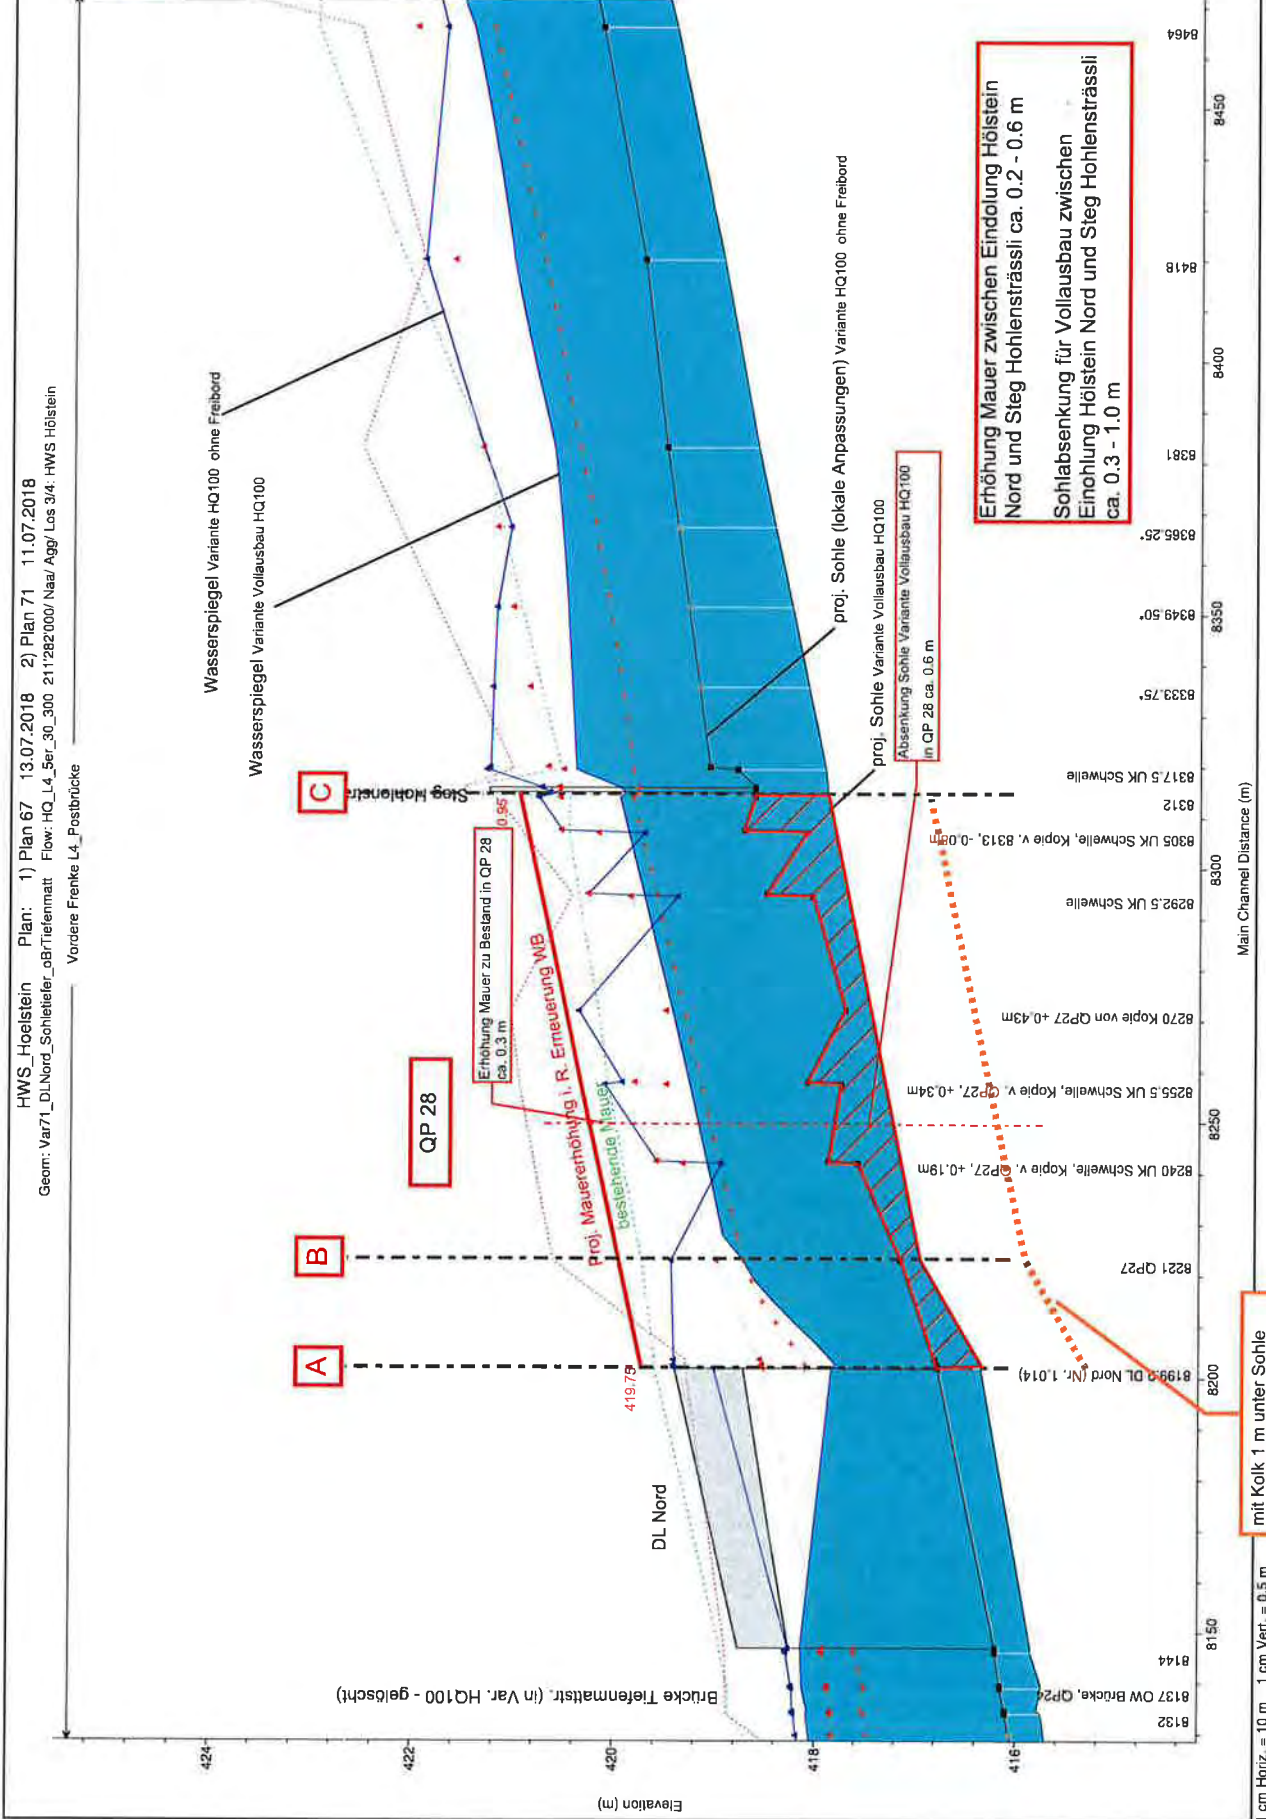 HWS_Hoelstein Plan: 1) Plan 67 13.07.2018 2) Plan 71 11.07.2018
Geom: Var71_DLNord_Sohletiefer_oBrTiefenmatt Flow: HQ_L4_5er_30_300 211'282'000/ Naa/ Agg/ Los 3/4: HWS Hölstein
Vordere Frenke L4_Postbrücke
Wasserspiegel Variante HQ100 ohne Freibord
Wasserspiegel Variante Vollausbau HQ100
C
Steg Hohlenstr
0.95
Erhöhung Mauer zu Bestand in QP 28
ca. 0.3 m
QP 28
Proj. Mauererhöhung i. R. Erneuerung WB
bestehende Mauer
B
A
419.75
DL Nord
Brücke Tiefenmattstr. (in Var. HQ100 - gelöscht)
proj. Sohle (lokale Anpassungen) Variante HQ100 ohne Freibord
proj. Sohle Variante Vollausbau HQ100
Absenkung Sohle Variante Vollausbau HQ100
in QP 28 ca. 0.6 m
Erhöhung Mauer zwischen Eindolung Hölstein
Nord und Steg Hohlensträssli ca. 0.2 - 0.6 m
Sohlabsenkung für Vollausbau zwischen
Einohlung Hölstein Nord und Steg Hohlensträssli
ca. 0.3 - 1.0 m
424
422
420
418
416
Elevation (m)
8132
8137 OW Brücke, QP24
8144
8199.9 DL Nord (Nr. 1.014)
8221 QP27
8240 UK Schwelle, Kopie v. QP27, +0.19m
8255.5 UK Schwelle, Kopie v. QP27, +0.34m
8270 Kopie von QP27 +0.43m
8292.5 UK Schwelle
8305 UK Schwelle, Kopie v. 8313, -0.08m
8312
8317.5 UK Schwelle
8333.75*
8349.50*
8365.25*
8381
8418
8464
8150
8200
8250
8300
8350
8400
8450
Main Channel Distance (m)
mit Kolk 1 m unter Sohle
1 cm Horiz. = 10 m 1 cm Vert. = 0.5 m